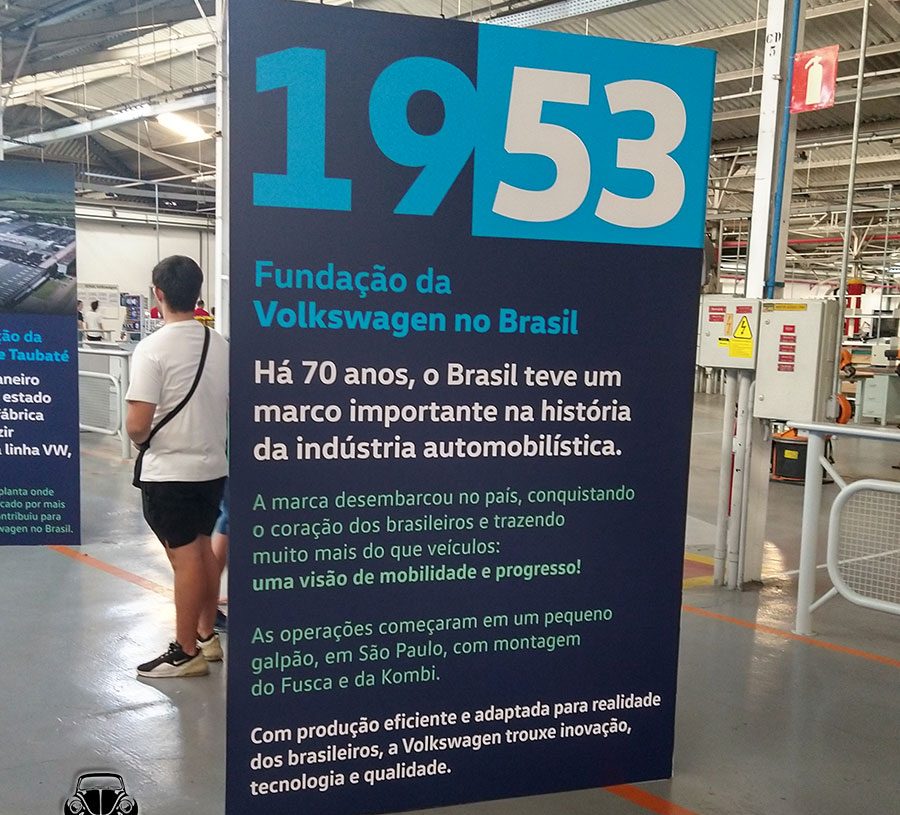 1953
Fundação da
Volkswagen no Brasil
Há 70 anos, o Brasil teve um
marco importante na história
da indústria automobilística.
A marca desembarcou no país, conquistando
o coração dos brasileiros e trazendo
muito mais do que veículos:
uma visão de mobilidade e progresso!
As operações começaram em um pequeno
galpão, em São Paulo, com montagem
do Fusca e da Kombi.
Com produção eficiente e adaptada para realidade
dos brasileiros, a Volkswagen trouxe inovação,
tecnologia e qualidade.
ção da
e Taubaté
aneiro
estado
fábrica
zir
a linha VW,
planta onde
cado por mais
ntribuiu para
wagen no Brasil.
CD
5